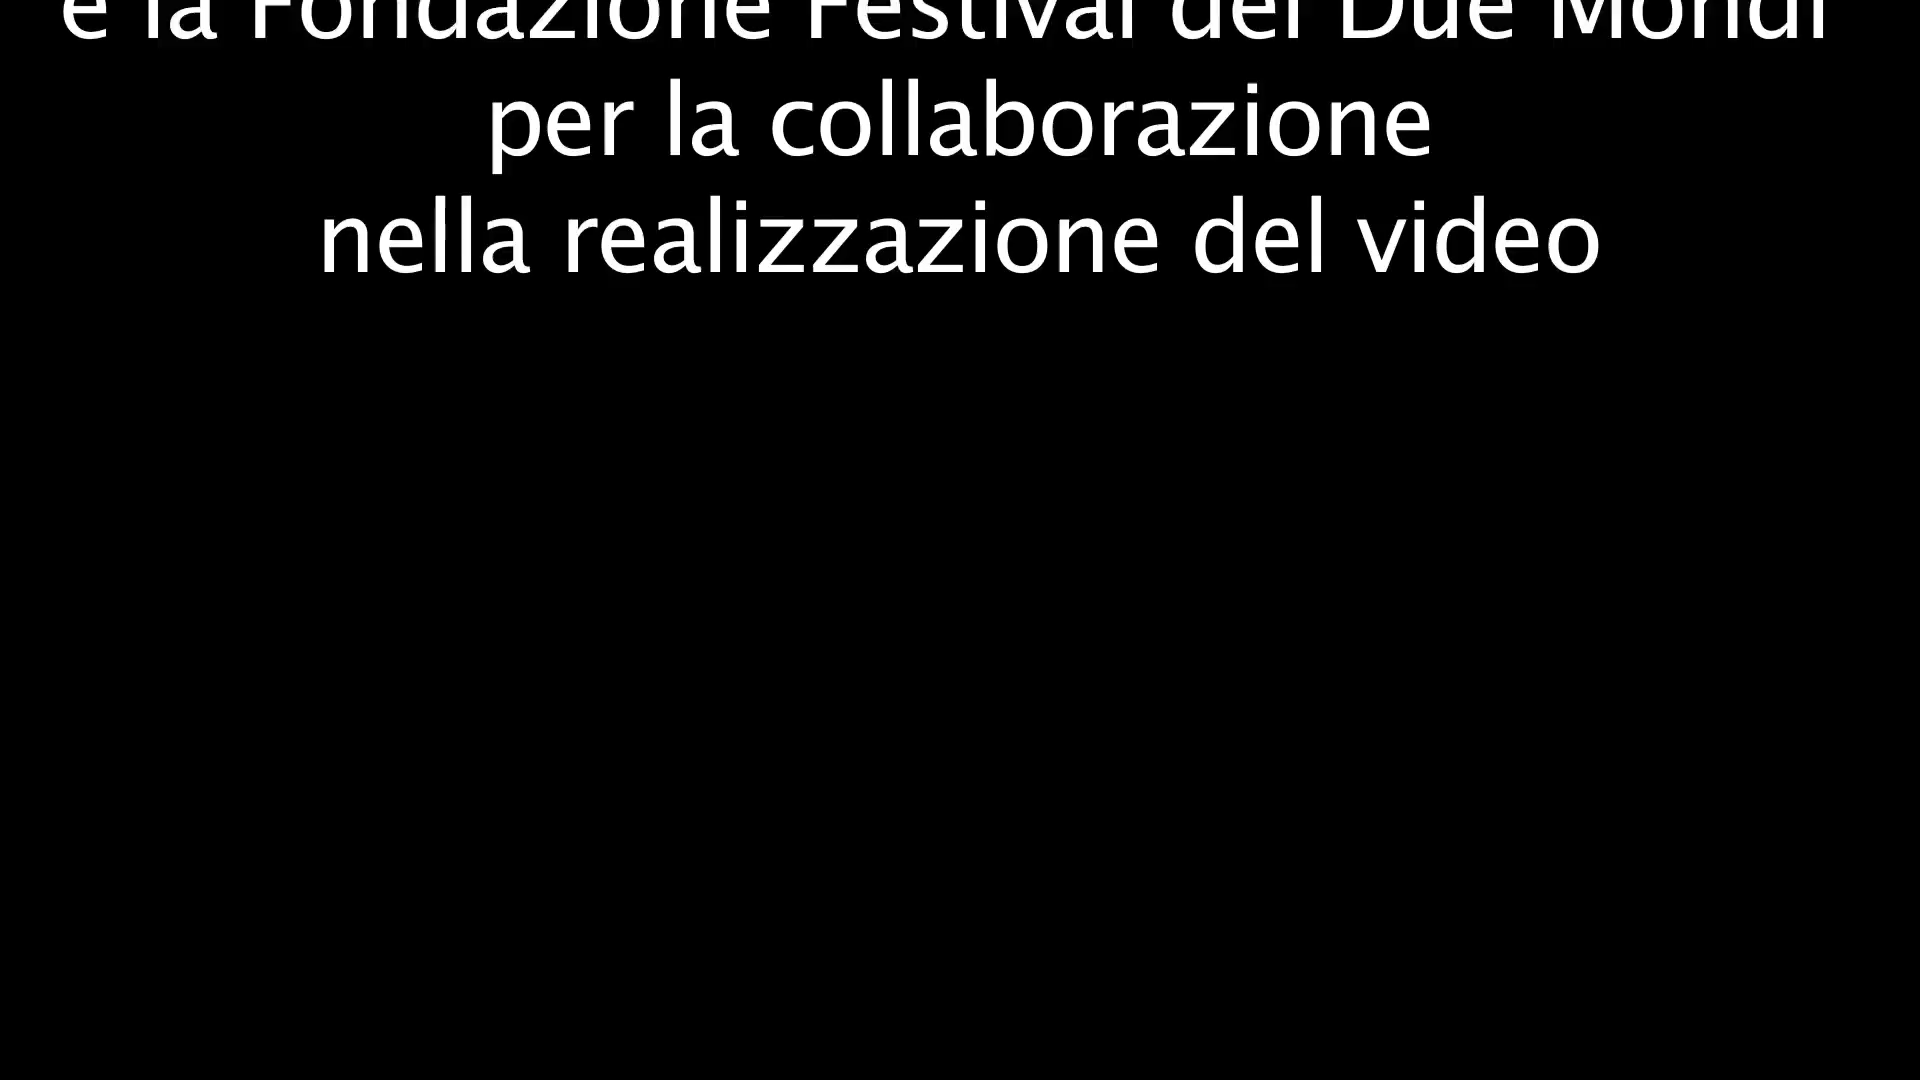 e la Fondazione Festival dei Due Mondi
per la collaborazione
nella realizzazione del video